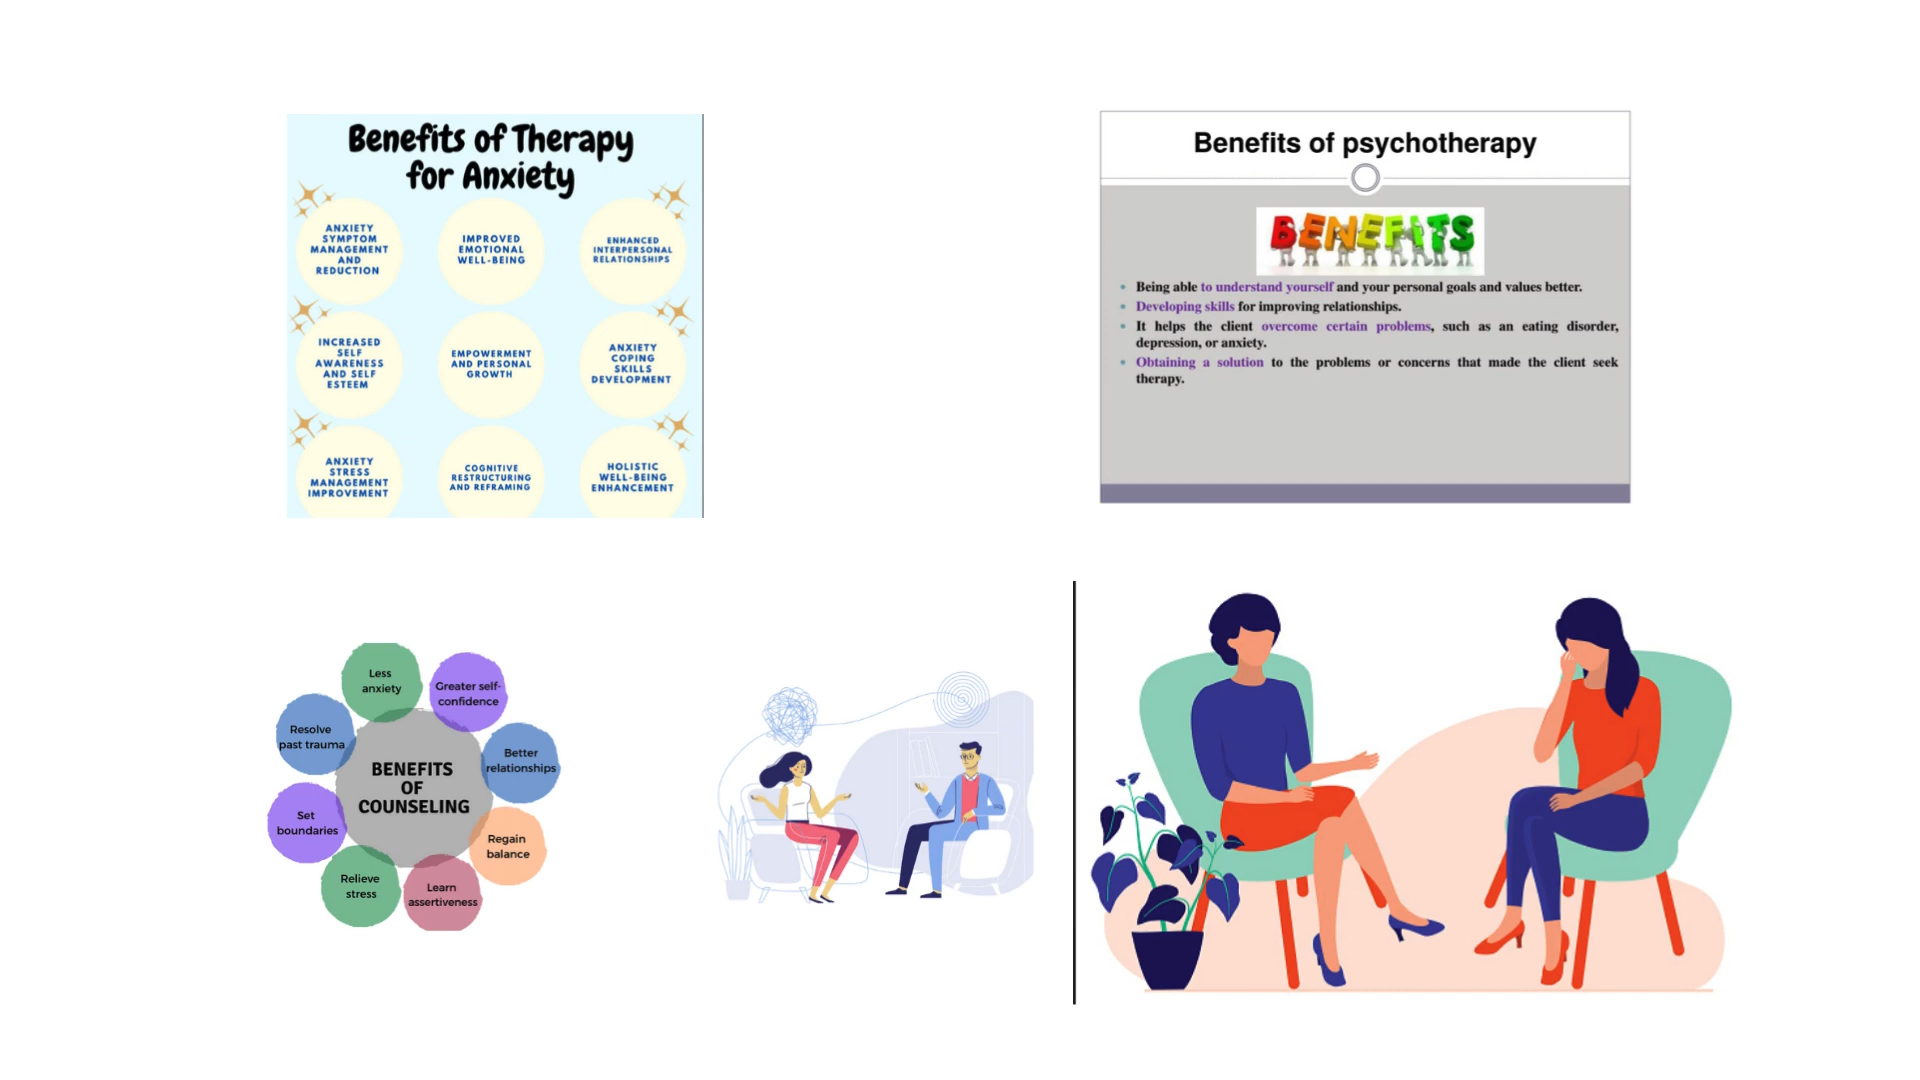 Benefits of Therapy
for Anxiety
ANXIETY
SYMPTOM
MANAGEMENT
AND
REDUCTION
IMPROVED
EMOTIONAL
WELL-BEING
ENHANCED
INTERPERSONAL
RELATIONSHIPS
INCREASED
SELF
AWARENESS
AND SELF
ESTEEM
EMPOWERMENT
AND PERSONAL
GROWTH
ANXIETY
COPING
SKILLS
DEVELOPMENT
ANXIETY
STRESS
MANAGEMENT
IMPROVEMENT
COGNITIVE
RESTRUCTURING
AND REFRAMING
HOLISTIC
WELL-BEING
ENHANCEMENT
Benefits of psychotherapy
BENEFITS
• Being able to understand yourself and your personal goals and values better.
• Developing skills for improving relationships.
• It helps the client overcome certain problems, such as an eating disorder,
depression, or anxiety.
• Obtaining a solution to the problems or concerns that made the client seek
therapy.
BENEFITS
OF
COUNSELING
Less
anxiety
Greater self-
confidence
Better
relationships
Regain
balance
Learn
assertiveness
Relieve
stress
Set
boundaries
Resolve
past trauma